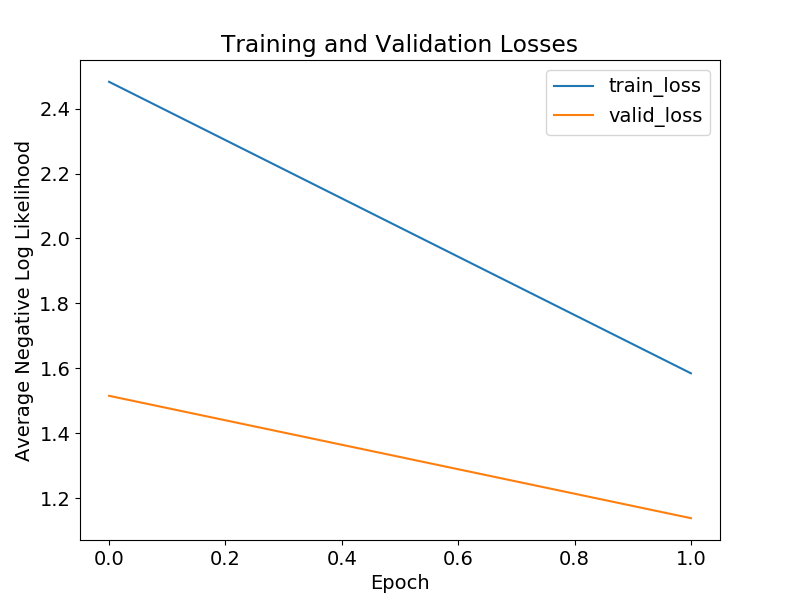 Training and Validation Losses
train_loss
valid_loss
Average Negative Log Likelihood
2.4
2.2
2.0
1.8
1.6
1.4
1.2
0.0 0.2 0.4 0.6 0.8 1.0
Epoch